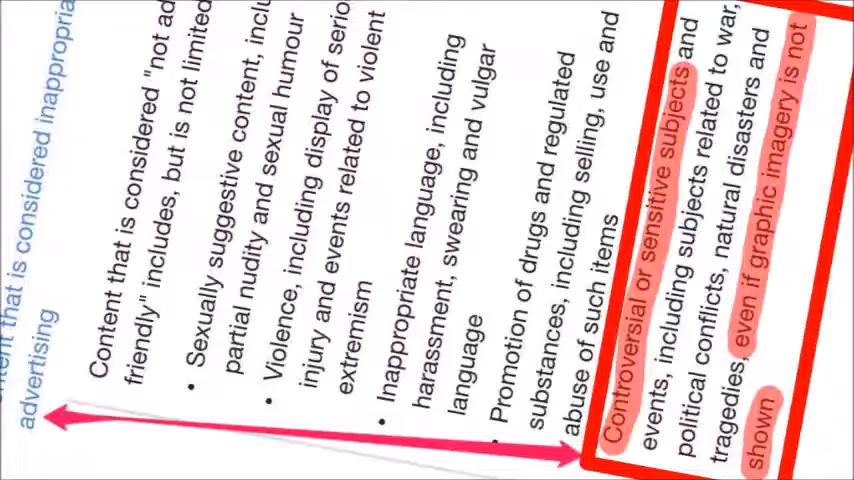 ent that is considered inappropria
advertising
Content that is considered "not ad
friendly" includes, but is not limited
• Sexually suggestive content, inclu
partial nudity and sexual humour
• Violence, including display of serio
injury and events related to violent
extremism
• Inappropriate language, including
harassment, swearing and vulgar
language
• Promotion of drugs and regulated
substances, including selling, use and
abuse of such items
Controversial or sensitive subjects and
events, including subjects related to war,
political conflicts, natural disasters and
tragedies, even if graphic imagery is not
shown